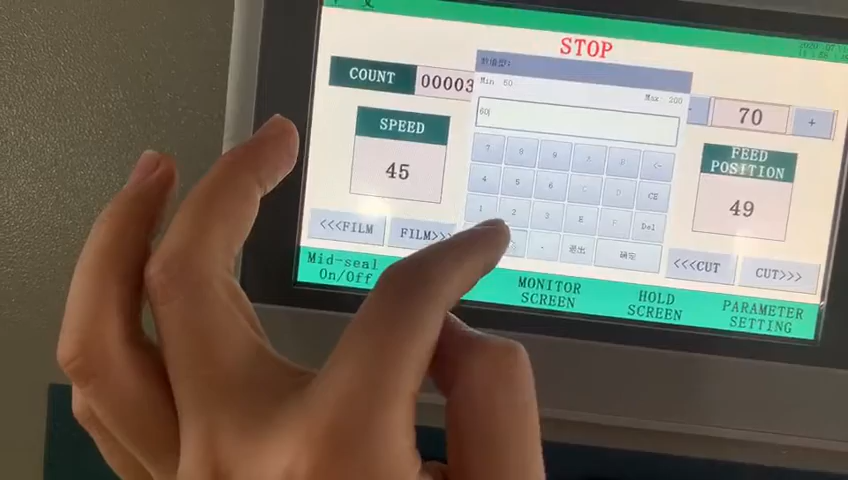 STOP
COUNT
00003
数值型:
Min 50
Max 200
60
70
+
SPEED
45
FEED
POSITION
49
7 8 9 A B <-
4 5 6 C D CE
1 2 3 E F Del
- 退出 确定
<<<FILM
FILM>>
<<<CUT
CUT>>>
Mid-seal
On/Off
MONITOR
SCREEN
HOLD
SCREEN
PARAMETER
SETTING